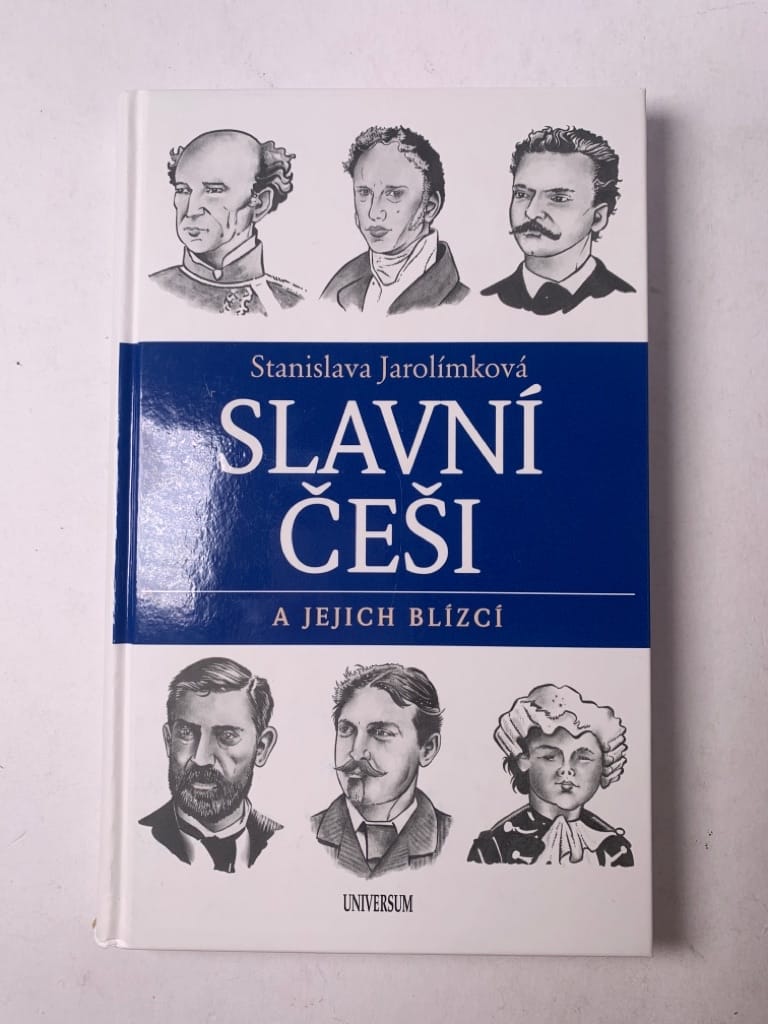 Stanislava Jarolímková
SLAVNÍ
ČEŠI
A JEJICH BLÍZCÍ
UNIVERSUM